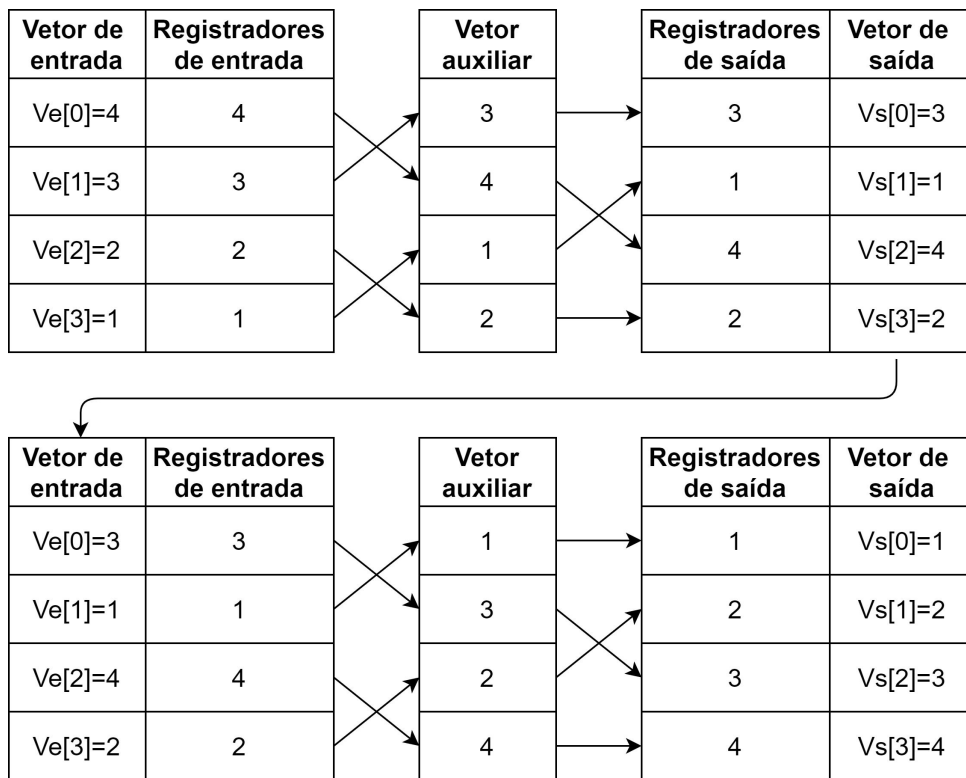 Vetor de entrada Registradores de entrada Vetor auxiliar Registradores de saída Vetor de saída
Ve[0]=4 4 3 3 Vs[0]=3
Ve[1]=3 3 4 1 Vs[1]=1
Ve[2]=2 2 1 4 Vs[2]=4
Ve[3]=1 1 2 2 Vs[3]=2
Vetor de entrada Registradores de entrada Vetor auxiliar Registradores de saída Vetor de saída
Ve[0]=3 3 1 1 Vs[0]=1
Ve[1]=1 1 3 2 Vs[1]=2
Ve[2]=4 4 2 3 Vs[2]=3
Ve[3]=2 2 4 4 Vs[3]=4